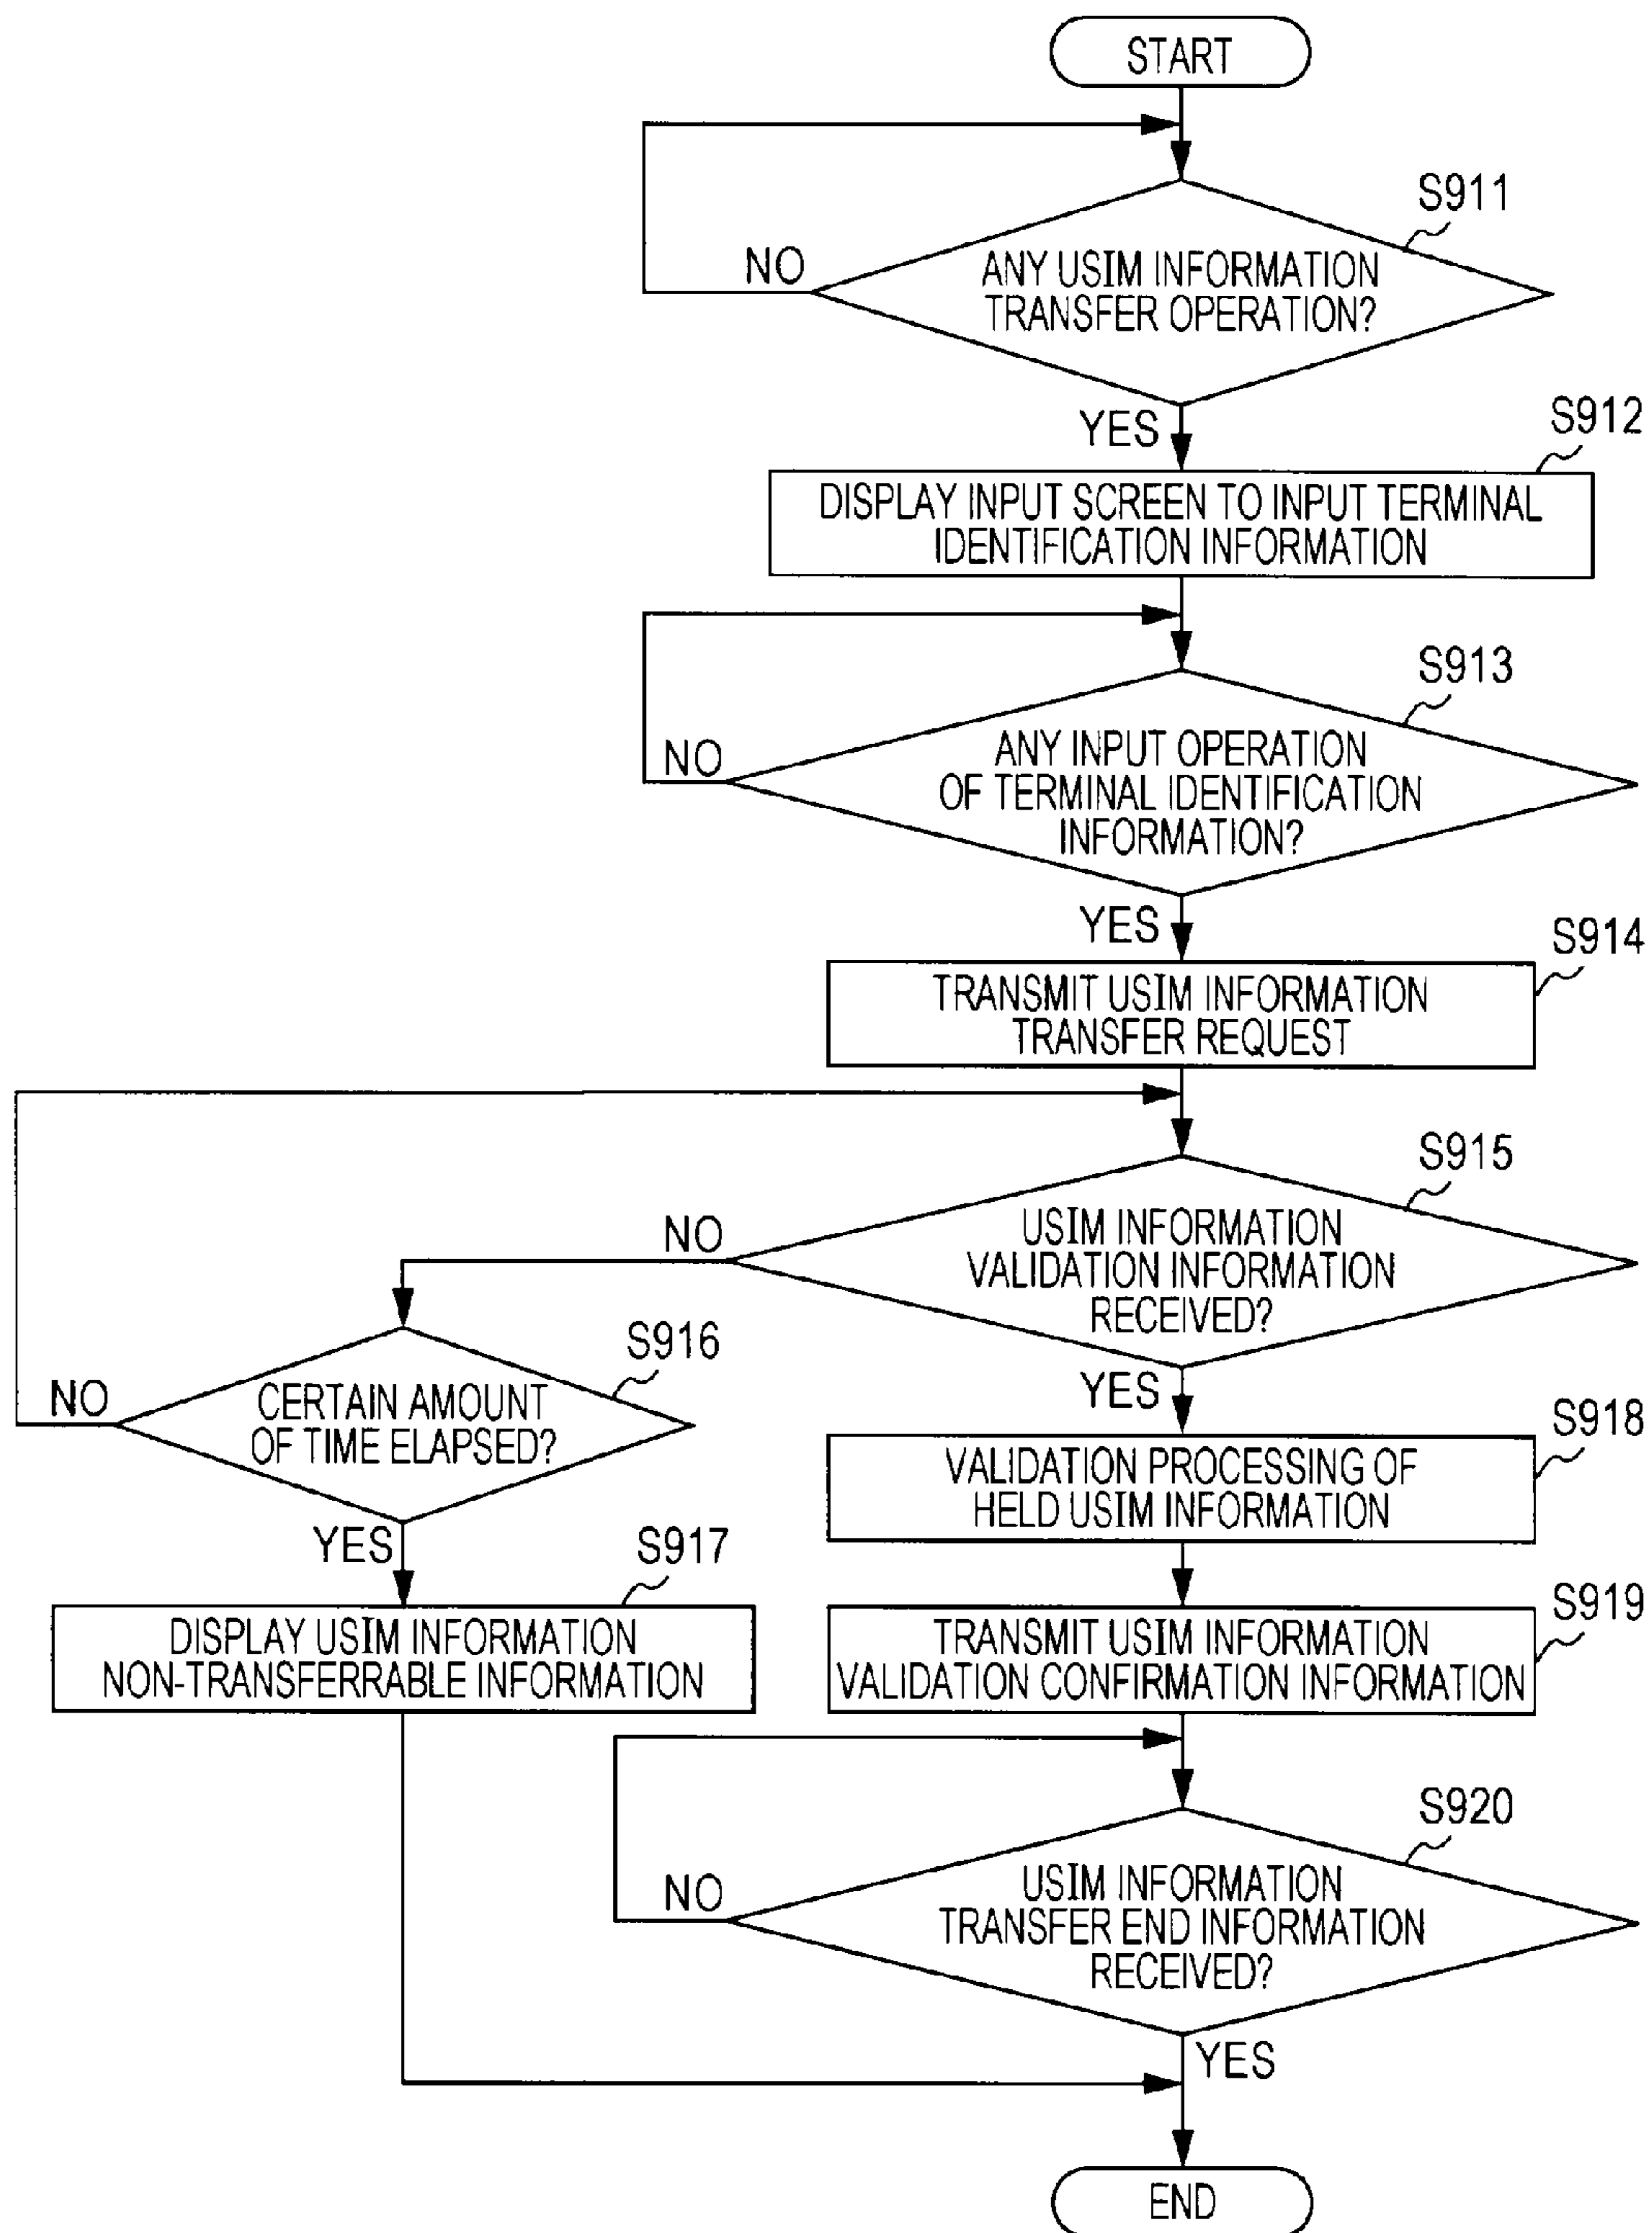 START
S911
NO
ANY USIM INFORMATION
TRANSFER OPERATION?
YES
S912
DISPLAY INPUT SCREEN TO INPUT TERMINAL
IDENTIFICATION INFORMATION
S913
NO
ANY INPUT OPERATION
OF TERMINAL IDENTIFICATION
INFORMATION?
YES
S914
TRANSMIT USIM INFORMATION
TRANSFER REQUEST
S915
NO
USIM INFORMATION
VALIDATION INFORMATION
RECEIVED?
S916
NO
CERTAIN AMOUNT
OF TIME ELAPSED?
YES
S917
DISPLAY USIM INFORMATION
NON-TRANSFERRABLE INFORMATION
YES
S918
VALIDATION PROCESSING OF
HELD USIM INFORMATION
S919
TRANSMIT USIM INFORMATION
VALIDATION CONFIRMATION INFORMATION
S920
NO
USIM INFORMATION
TRANSFER END INFORMATION
RECEIVED?
YES
END